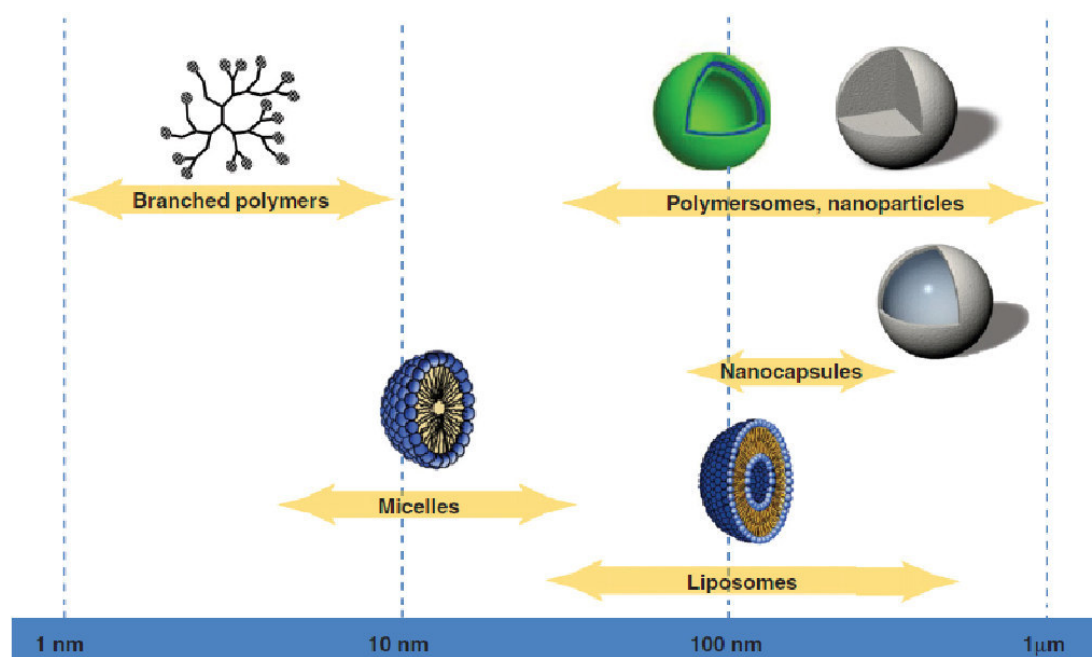 Branched polymers
Polymersomes, nanoparticles
Nanocapsules
Micelles
Liposomes
1 nm
10 nm
100 nm
1μm